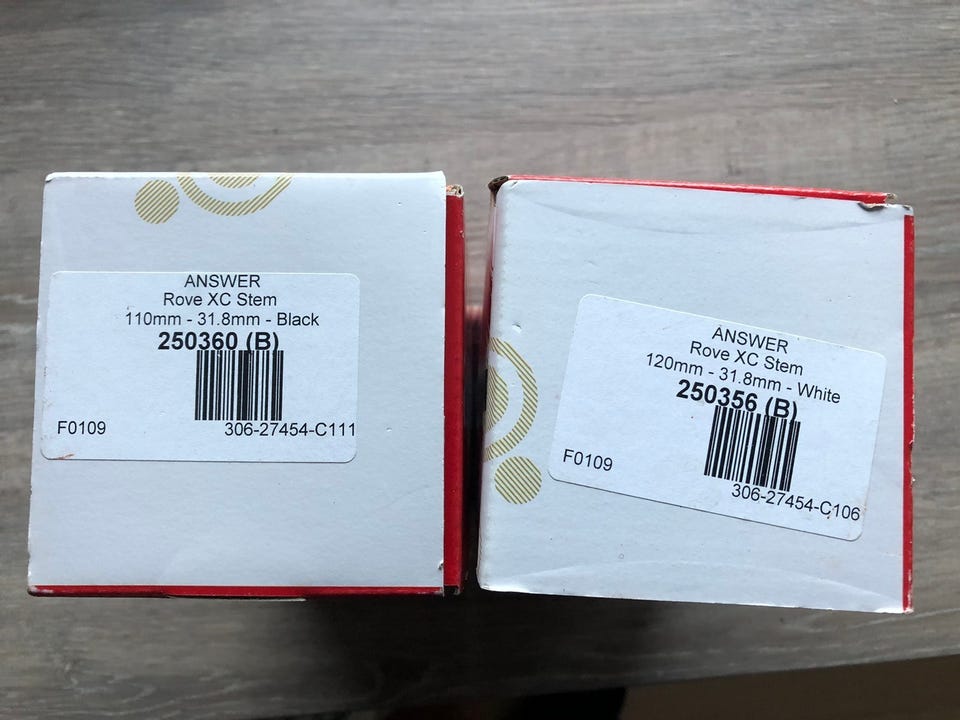 ANSWER
Rove XC Stem
110mm - 31.8mm - Black
250360 (B)
F0109 306-27454-C111
ANSWER
Rove XC Stem
120mm - 31.8mm - White
250356 (B)
F0109 306-27454-C106